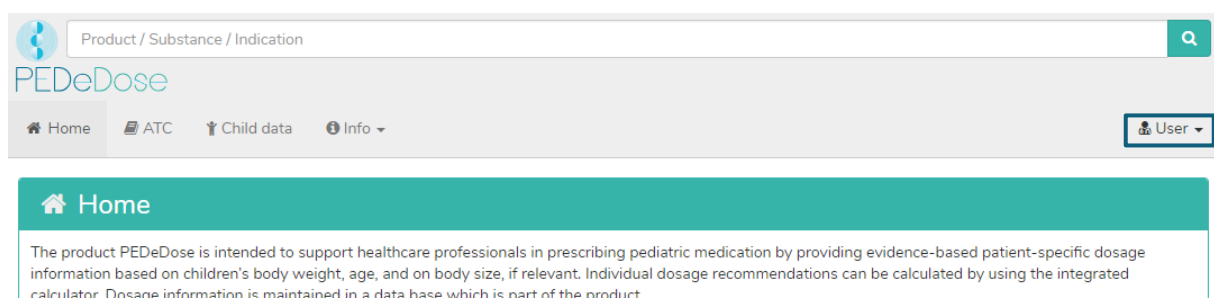 Product / Substance / Indication
PEDeDose
Home ATC Child data Info User
Home
The product PEDeDose is intended to support healthcare professionals in prescribing pediatric medication by providing evidence-based patient-specific dosage
information based on children's body weight, age, and on body size, if relevant. Individual dosage recommendations can be calculated by using the integrated
calculator. Dosage information is maintained in a data base which is part of the product.